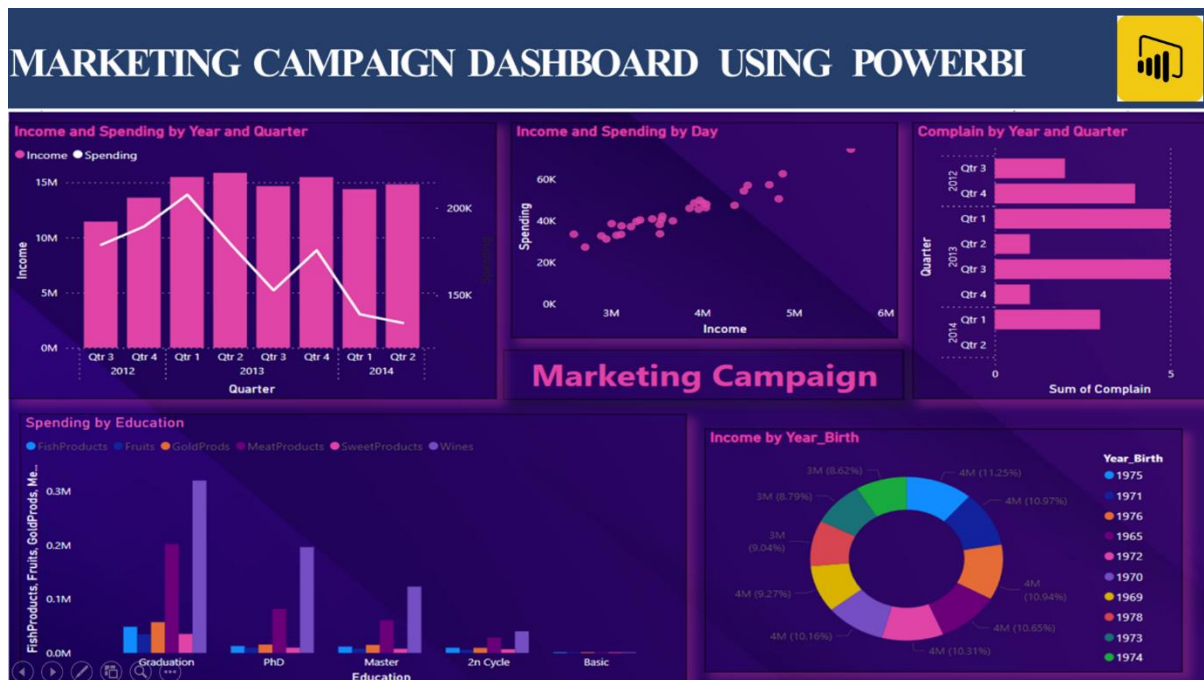 MARKETING CAMPAIGN DASHBOARD USING POWERBI
Income and Spending by Year and Quarter
Income Spending
15M
10M
5M
0M
Income
200K
150K
Qtr 3 Qtr 4 Qtr 1 Qtr 2 Qtr 3 Qtr 4 Qtr 1 Qtr 2
2012 2013 2014
Quarter
Income and Spending by Day
60K
40K
20K
0K
Spending
3M 4M 5M 6M
Income
Complain by Year and Quarter
Quarter
2012
Qtr 3
Qtr 4
2013
Qtr 1
Qtr 2
Qtr 3
Qtr 4
2014
Qtr 1
Qtr 2
0 5
Sum of Complain
Marketing Campaign
Spending by Education
FishProducts Fruits GoldProds MeatProducts SweetProducts Wines
FishProducts, Fruits, GoldProds, Me...
0.3M
0.2M
0.1M
0.0M
Graduation PhD Master 2n Cycle Basic
Education
Income by Year_Birth
4M (11.25%)
4M (10.97%)
4M
(10.94%)
4M (10.65%)
4M (10.31%)
4M (10.16%)
4M (9.27%)
3M
(9.04%)
3M (8.79%)
3M (8.62%)
Year_Birth
1975
1971
1976
1965
1972
1970
1969
1978
1973
1974